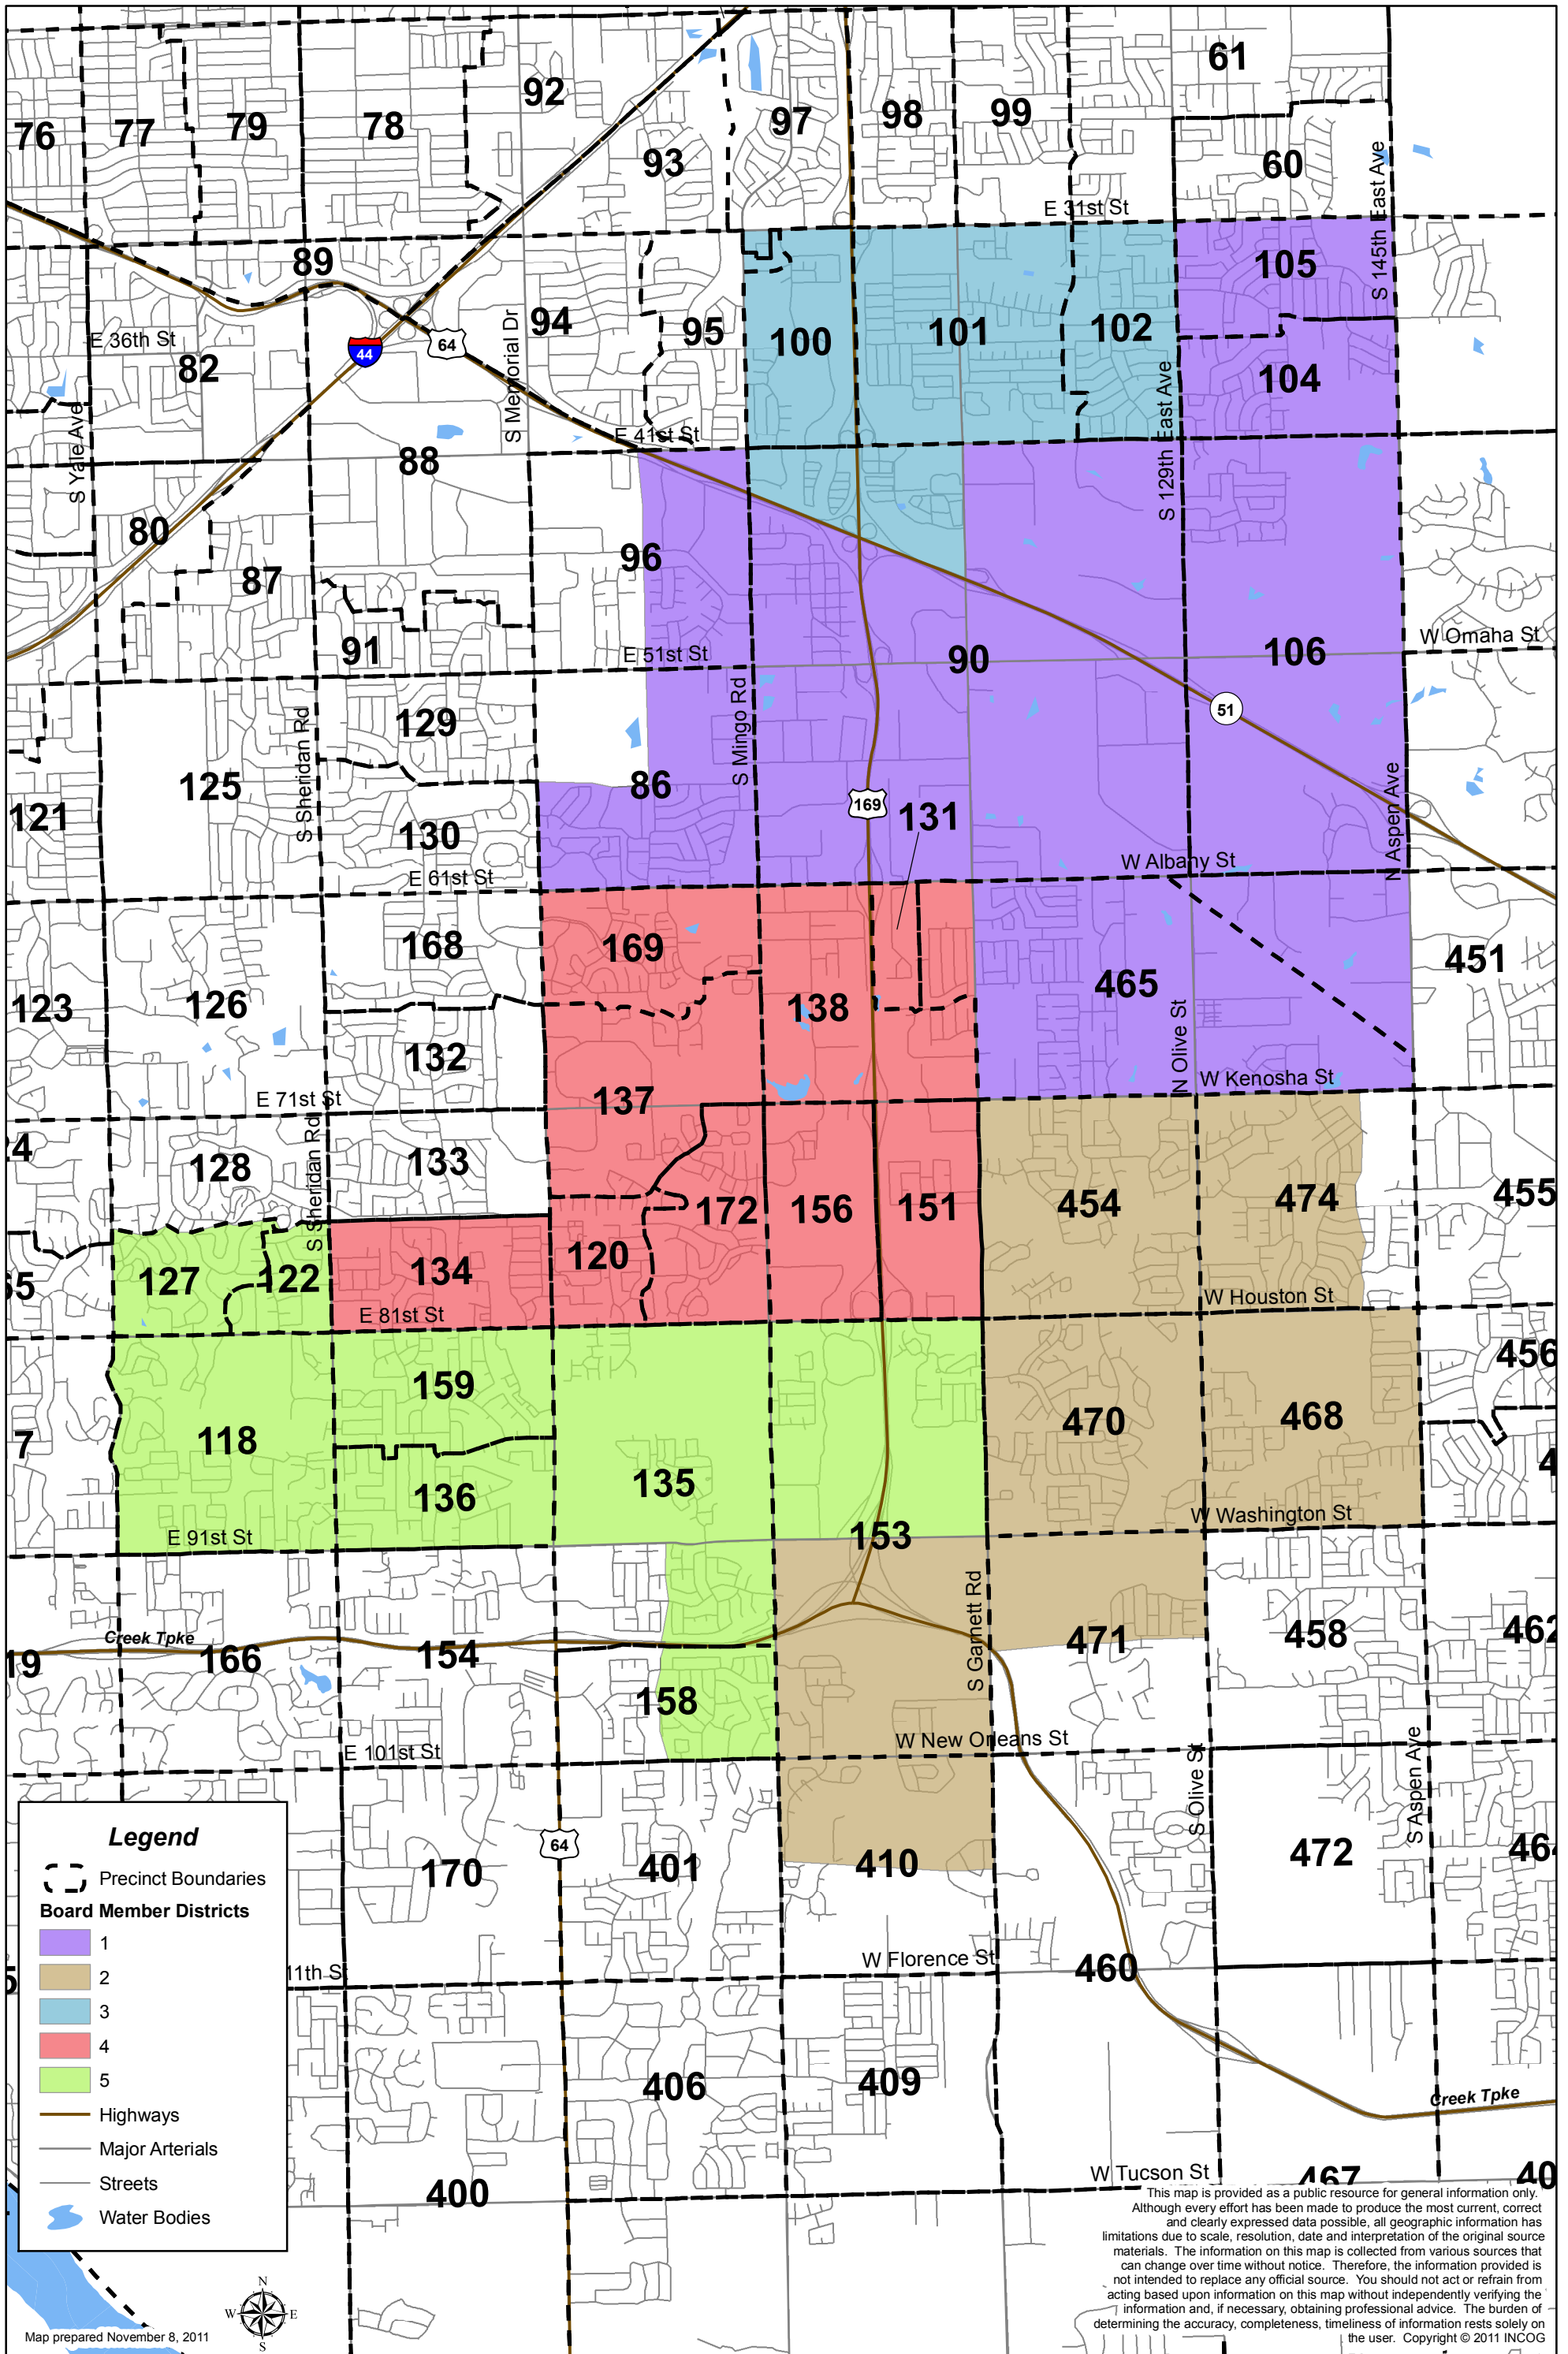 61
92
97
98
99
76
77
79
78
93
60
S 145th East Ave
E 31st St
89
105
94
95
100
101
102
E 36th St
44
64
82
S Memorial Dr
104
S 129th East Ave
S Yale Ave
E 41st St
88
80
96
87
91
E 51st St
90
106
W Omaha St
51
129
S Mingo Rd
S Sheridan Rd
125
86
169
131
121
130
N Aspen Ave
W Albany St
E 61st St
168
169
451
465
123
126
138
N Olive St
132
W Kenosha St
E 71st St
137
4
128
133
S Sheridan Rd
172
156
151
454
474
455
127
122
134
120
5
W Houston St
E 81st St
456
159
118
470
468
7
136
135
4
W Washington St
E 91st St
153
S Garnett Rd
Creek Tpke
19
166
154
471
458
462
158
W New Orleans St
E 101st St
S Olive St
S Aspen Ave
64
170
401
410
472
464
Legend
Precinct Boundaries
Board Member Districts
1
2
3
4
5
Highways
Major Arterials
Streets
Water Bodies
11th St
W Florence St
460
406
409
Creek Tpke
400
W Tucson St
467
40
This map is provided as a public resource for general information only.
Although every effort has been made to produce the most current, correct
and clearly expressed data possible, all geographic information has
limitations due to scale, resolution, date and interpretation of the original source
materials. The information on this map is collected from various sources that
can change over time without notice. Therefore, the information provided is
not intended to replace any official source. You should not act or refrain from
acting based upon information on this map without independently verifying the
information and, if necessary, obtaining professional advice. The burden of
determining the accuracy, completeness, timeliness of information rests solely on
the user. Copyright © 2011 INCOG
N
W E
S
Map prepared November 8, 2011